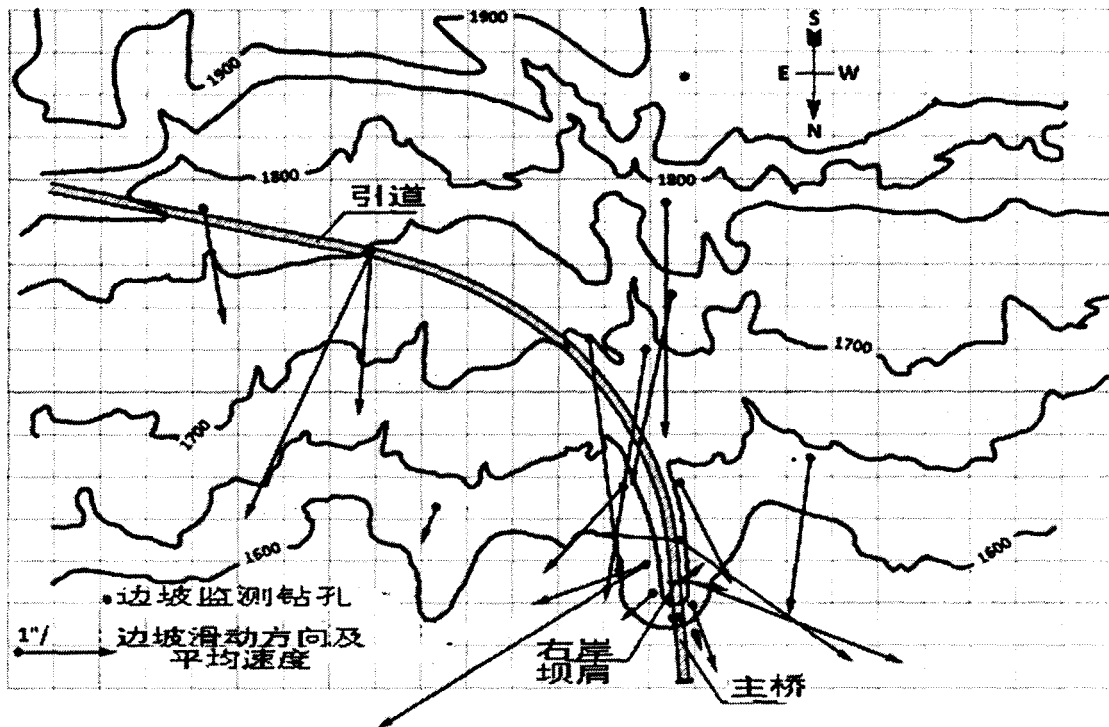 1900
S
1900
E W
N
1800
1800
引道
1700
1700
1600
1600
边坡监测钻孔
1"/
边坡滑动方向及
平均速度
右岸
坝肩
主桥